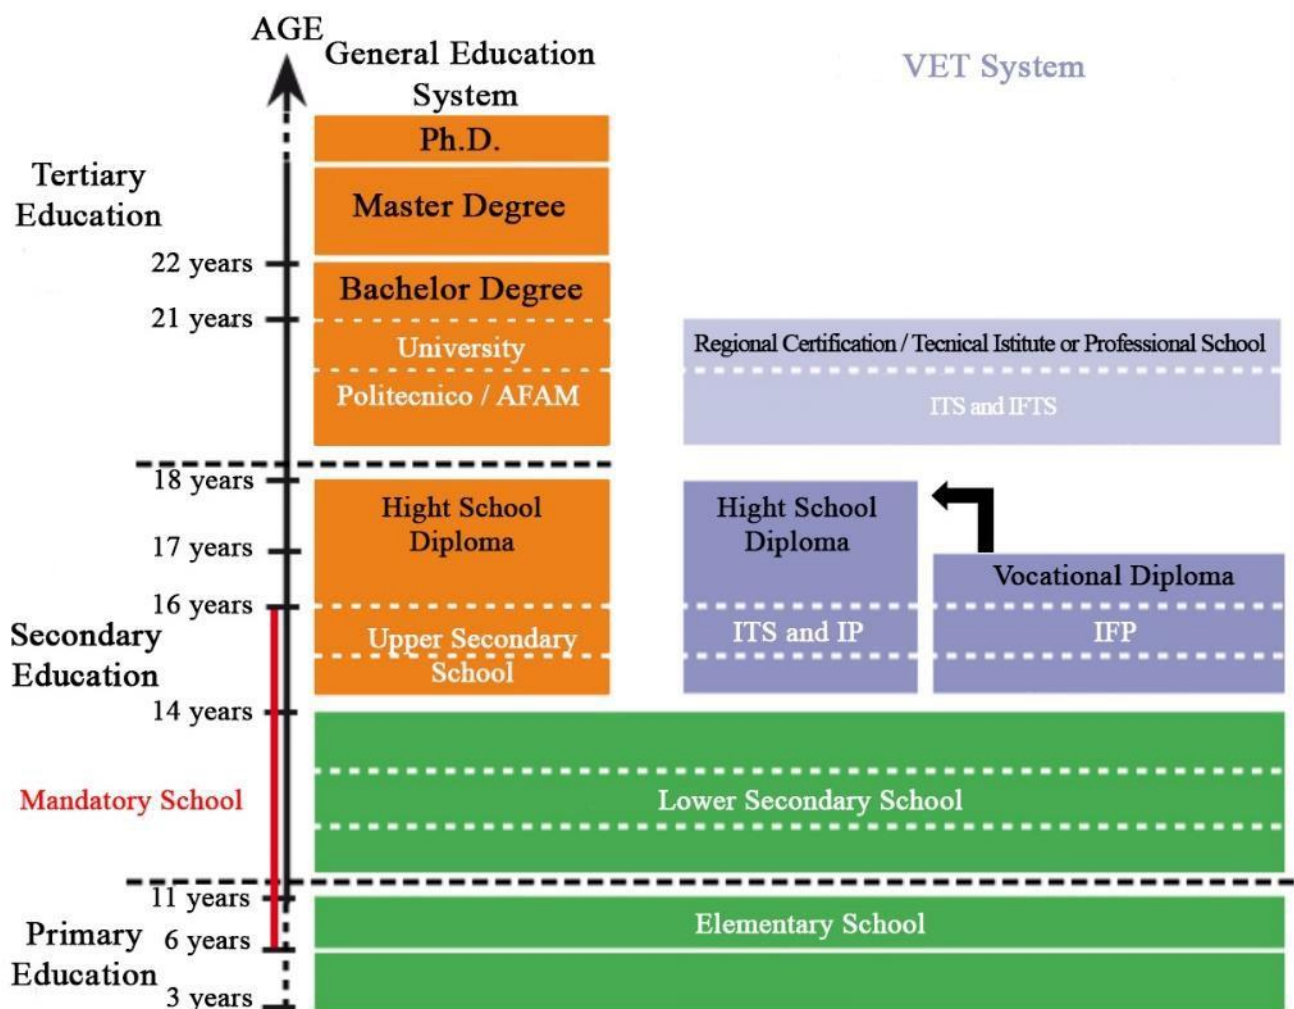 AGE
General Education
System
VET System
Ph.D.
Tertiary
Education
Master Degree
22 years
Bachelor Degree
21 years
University
Regional Certification / Tecnical Istitute or Professional School
Politecnico / AFAM
ITS and IFTS
18 years
Hight School
Diploma
Hight School
Diploma
17 years
Vocational Diploma
16 years
Secondary
Education
Upper Secondary
School
ITS and IP
IFP
14 years
Mandatory School
Lower Secondary School
11 years
Primary
Education
6 years
Elementary School
3 years